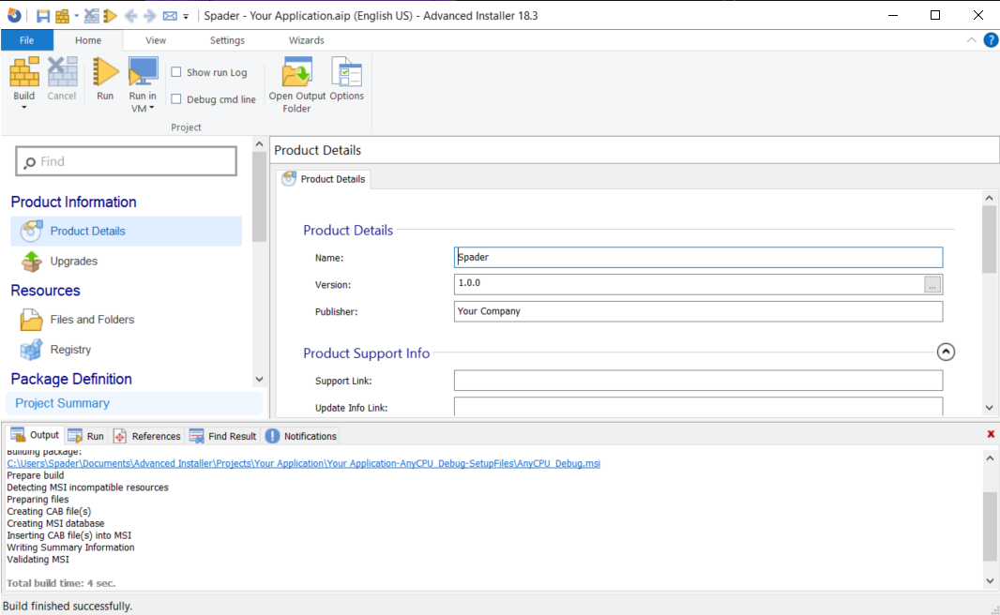 Spader - Your Application.aip (English US) - Advanced Installer 18.3
File Home View Settings Wizards
?
Build
Cancel
Run
Run in
VM
Show run Log
Debug cmd line
Open Output
Folder
Options
Project
Find
Product Information
Product Details
Upgrades
Resources
Files and Folders
Registry
Package Definition
Project Summary
Product Details
Product Details
Product Details
Name: Spader
Version: 1.0.0 ...
Publisher: Your Company
Product Support Info
Support Link:
Update Info Link:
Output Run References Find Result Notifications
Building package:
C:\Users\Spader\Documents\Advanced Installer\Projects\Your Application\Your Application-AnyCPU_Debug-SetupFiles\AnyCPU_Debug.msi
Prepare build
Detecting MSI incompatible resources
Preparing files
Creating CAB file(s)
Creating MSI database
Inserting CAB file(s) into MSI
Writing Summary Information
Validating MSI
Total build time: 4 sec.
Build finished successfully.